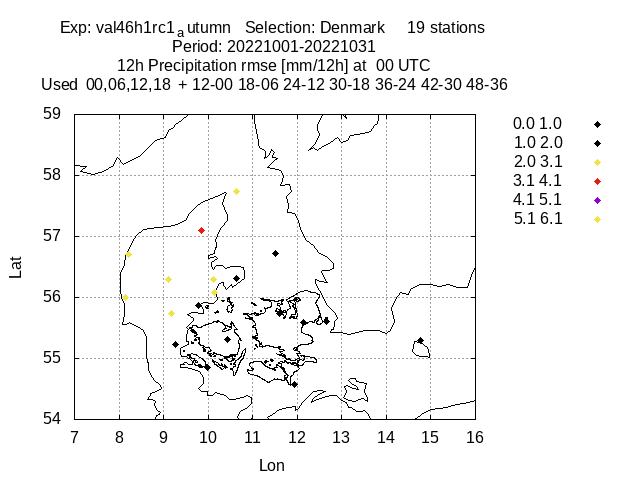 Exp: val46h1rc1autumn Selection: Denmark 19 stations
Period: 20221001-20221031
12h Precipitation rmse [mm/12h] at 00 UTC
Used 00,06,12,18 + 12-00 18-06 24-12 30-18 36-24 42-30 48-36
0.0 1.0
1.0 2.0
2.0 3.1
3.1 4.1
4.1 5.1
5.1 6.1
59
58
57
56
55
54
Lat
7 8 9 10 11 12 13 14 15 16
Lon